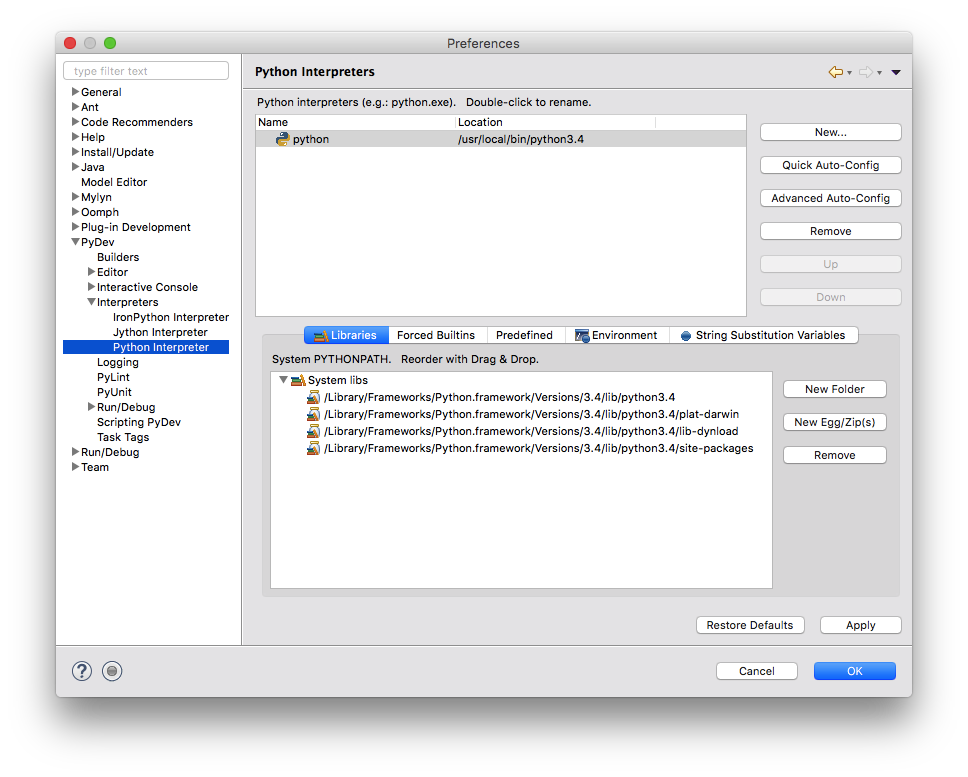 Preferences
type filter text
General
Ant
Code Recommenders
Help
Install/Update
Java
Model Editor
Mylyn
Oomph
Plug-in Development
PyDev
Builders
Editor
Interactive Console
Interpreters
IronPython Interpreter
Jython Interpreter
Python Interpreter
Logging
PyLint
PyUnit
Run/Debug
Scripting PyDev
Task Tags
Run/Debug
Team
Python Interpreters
Python interpreters (e.g.: python.exe). Double-click to rename.
Name Location
python /usr/local/bin/python3.4
New...
Quick Auto-Config
Advanced Auto-Config
Remove
Up
Down
Libraries Forced Builtins Predefined Environment String Substitution Variables
System PYTHONPATH. Reorder with Drag & Drop.
System libs
/Library/Frameworks/Python.framework/Versions/3.4/lib/python3.4
/Library/Frameworks/Python.framework/Versions/3.4/lib/python3.4/plat-darwin
/Library/Frameworks/Python.framework/Versions/3.4/lib/python3.4/lib-dynload
/Library/Frameworks/Python.framework/Versions/3.4/lib/python3.4/site-packages
New Folder
New Egg/Zip(s)
Remove
Restore Defaults Apply
? Cancel OK